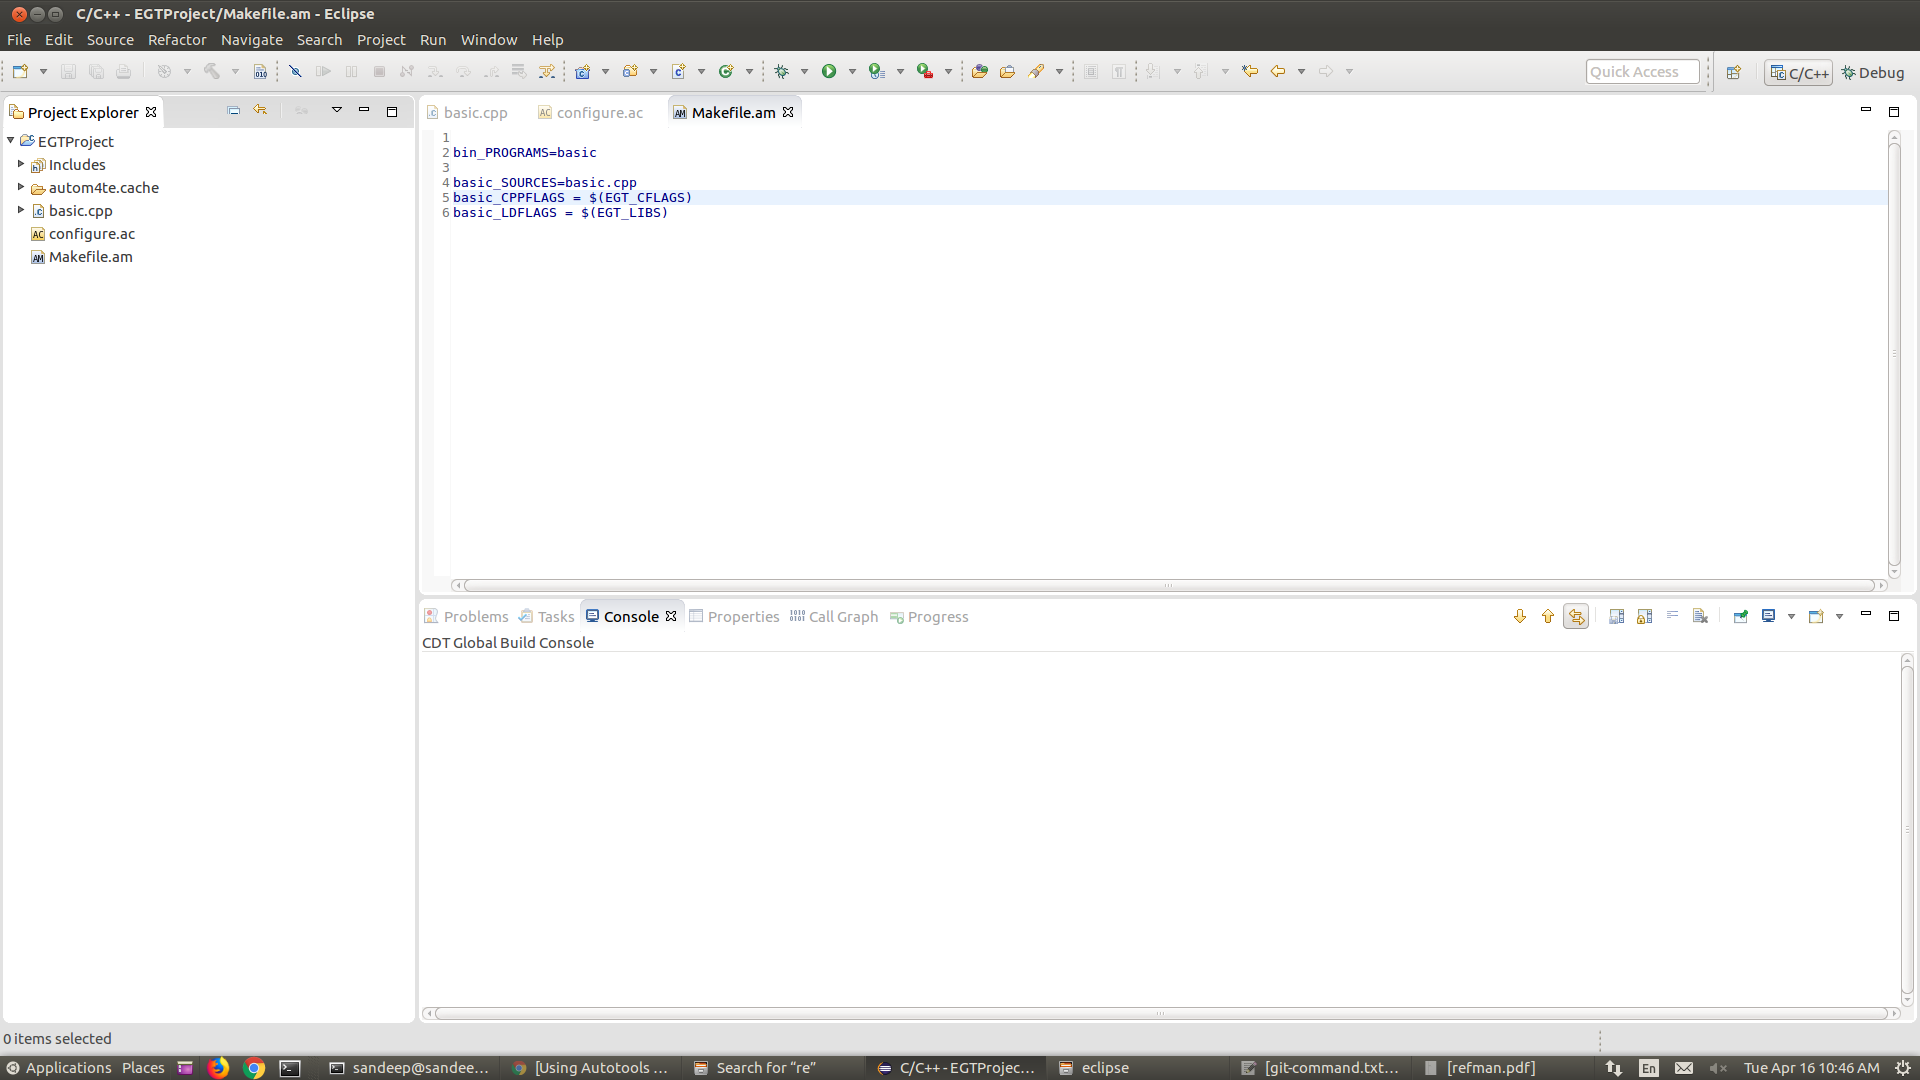 C/C++ - EGTProject/Makefile.am - Eclipse
File Edit Source Refactor Navigate Search Project Run Window Help
Quick Access
C/C++
Debug
Project Explorer
basic.cpp
configure.ac
Makefile.am
EGTProject
Includes
autom4te.cache
basic.cpp
configure.ac
Makefile.am
1
2 bin_PROGRAMS=basic
3
4 basic_SOURCES=basic.cpp
5 basic_CPPFLAGS = $(EGT_CFLAGS)
6 basic_LDFLAGS = $(EGT_LIBS)
Problems Tasks Console Properties Call Graph Progress
CDT Global Build Console
0 items selected
Applications Places sandeep@sandee... [Using Autotools ... Search for “re” C/C++ - EGTProjec... eclipse [git-command.txt... [refman.pdf] En Tue Apr 16 10:46 AM